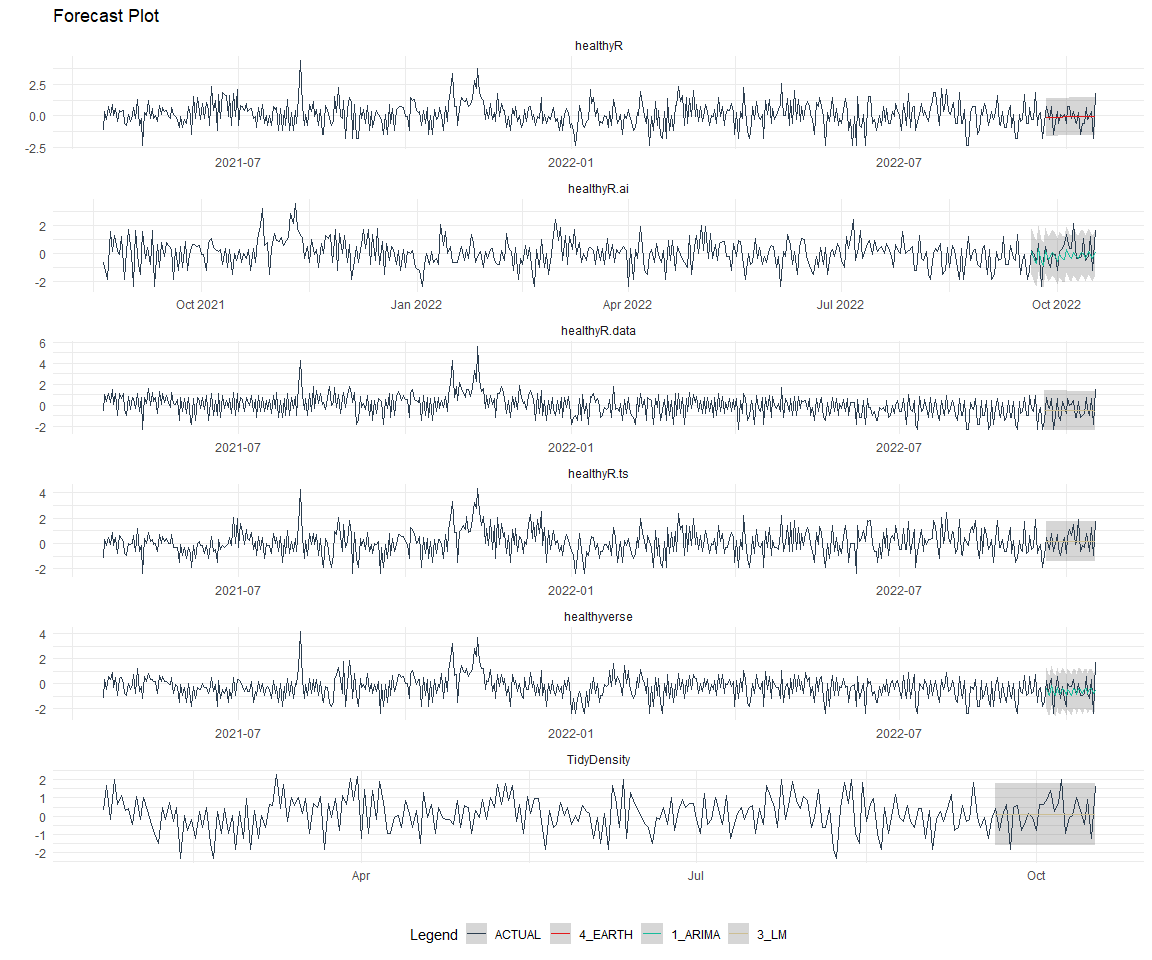 Forecast Plot
healthyR
2.5
0.0
-2.5
2021-07 2022-01 2022-07
healthyR.ai
2
0
-2
Oct 2021 Jan 2022 Apr 2022 Jul 2022 Oct 2022
healthyR.data
6
4
2
0
-2
2021-07 2022-01 2022-07
healthyR.ts
4
2
0
-2
2021-07 2022-01 2022-07
healthyverse
4
2
0
-2
2021-07 2022-01 2022-07
TidyDensity
2
1
0
-1
-2
Apr Jul Oct
Legend ACTUAL 4_EARTH 1_ARIMA 3_LM